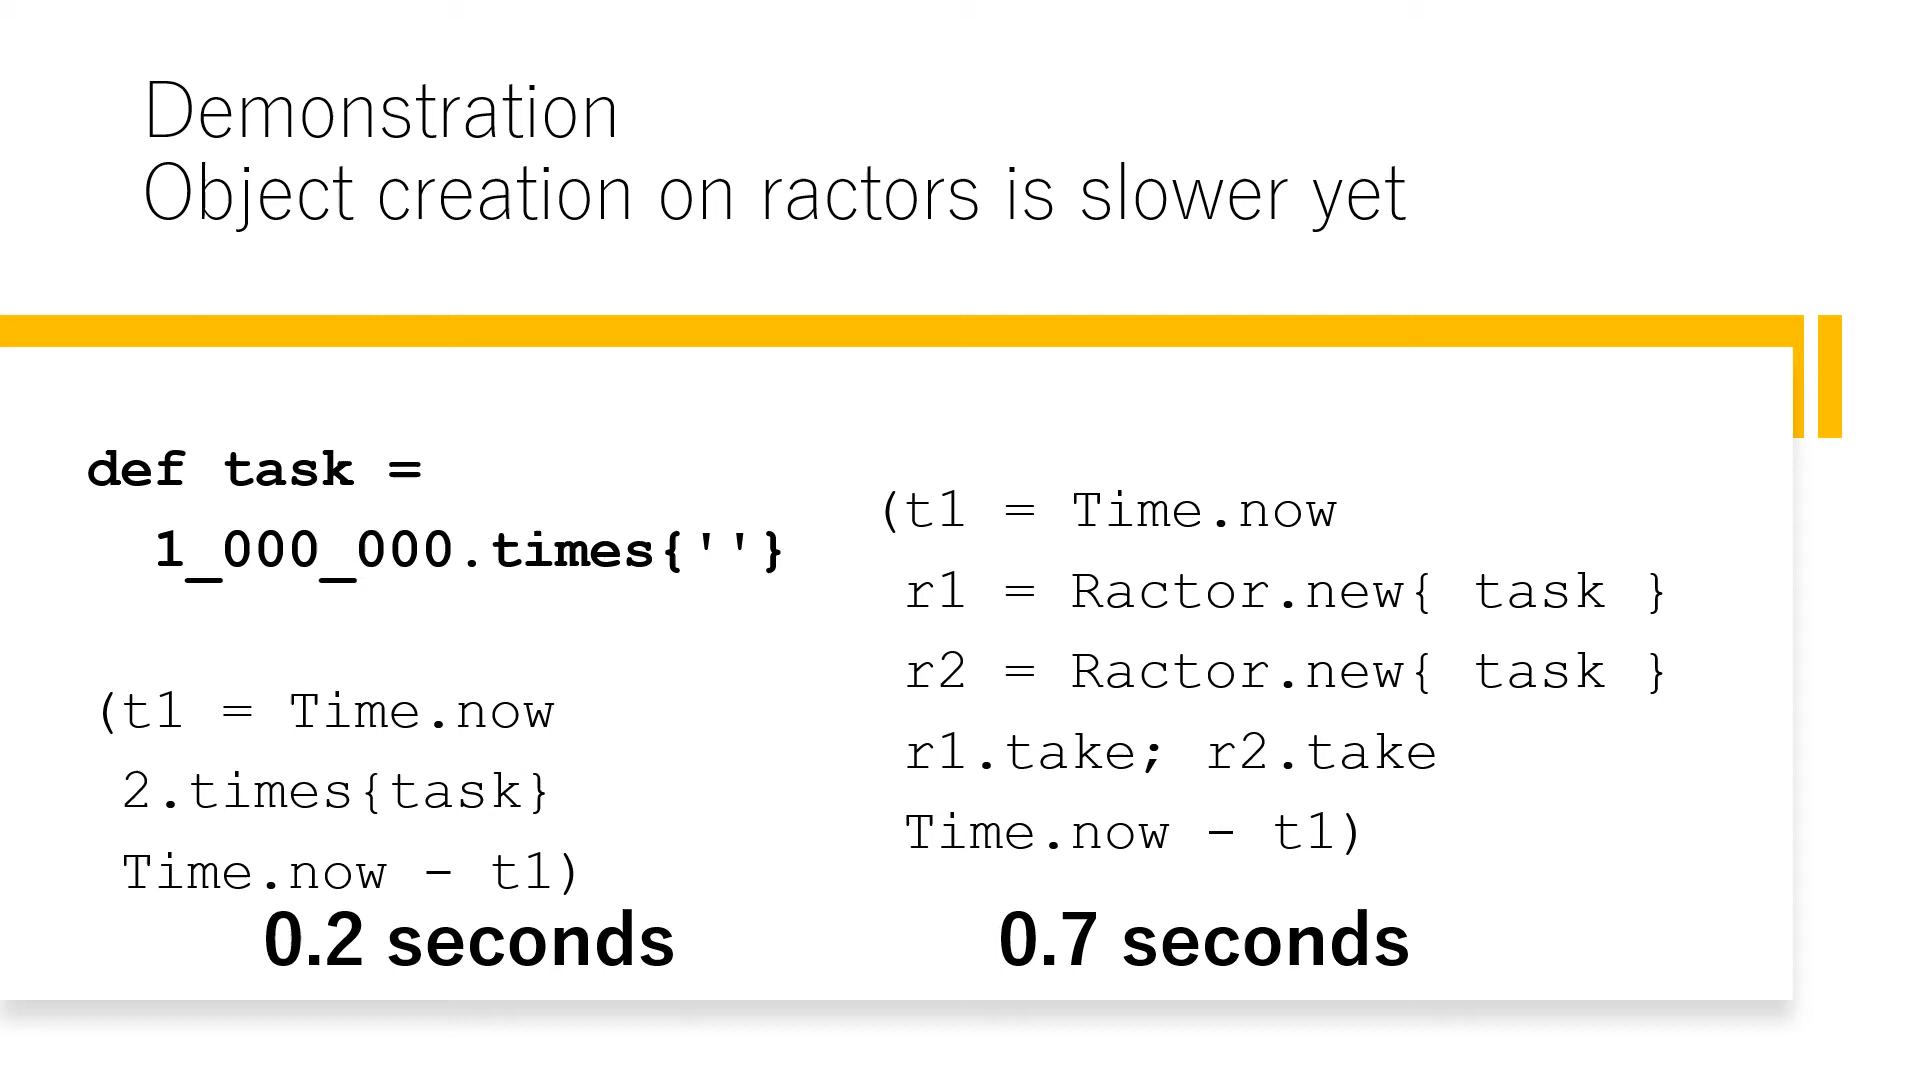 Demonstration
Object creation on ractors is slower yet
def task =
  1_000_000.times{''}
(t1 = Time.now
 2.times{task}
 Time.now - t1)
0.2 seconds
(t1 = Time.now
 r1 = Ractor.new{ task }
 r2 = Ractor.new{ task }
 r1.take; r2.take
 Time.now - t1)
0.7 seconds